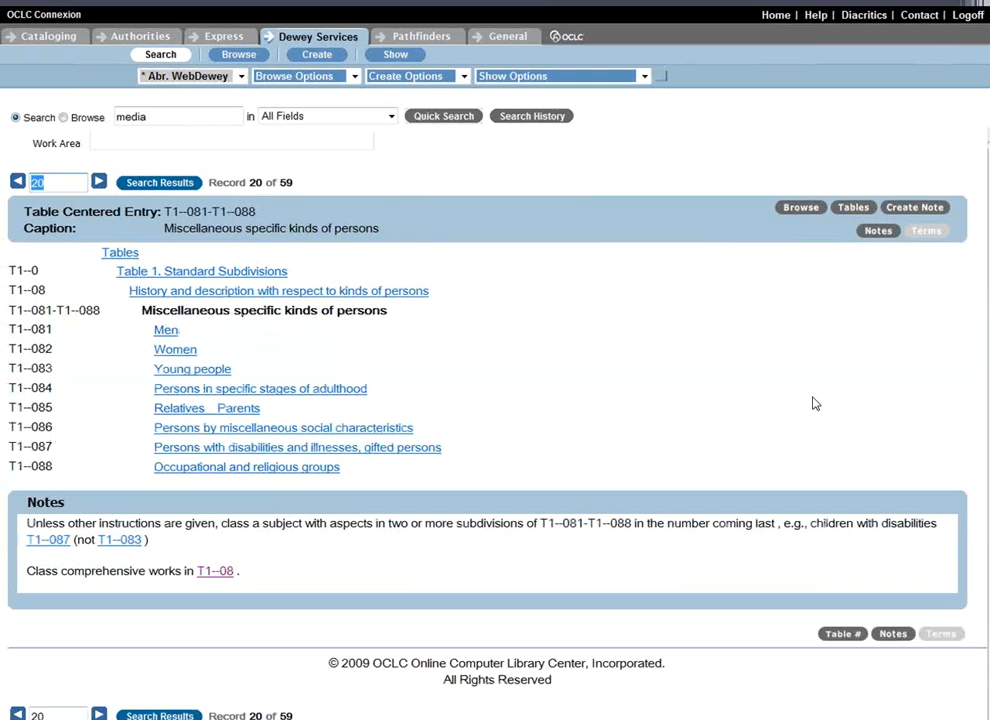 OCLC Connexion
Home | Help | Diacritics | Contact | Logoff
Cataloging Authorities Express Dewey Services Pathfinders General OCLC
Search Browse Create Show
* Abr. WebDewey Browse Options Create Options Show Options
Search Browse media in All Fields Quick Search Search History
Work Area
20 Search Results Record 20 of 59
Table Centered Entry: T1--081-T1--088 Browse Tables Create Note
Caption: Miscellaneous specific kinds of persons Notes Terms
Tables
T1--0 Table 1. Standard Subdivisions
T1--08 History and description with respect to kinds of persons
T1--081-T1--088 Miscellaneous specific kinds of persons
T1--081 Men
T1--082 Women
T1--083 Young people
T1--084 Persons in specific stages of adulthood
T1--085 Relatives Parents
T1--086 Persons by miscellaneous social characteristics
T1--087 Persons with disabilities and illnesses, gifted persons
T1--088 Occupational and religious groups
Notes
Unless other instructions are given, class a subject with aspects in two or more subdivisions of T1--081-T1--088 in the number coming last , e.g., children with disabilities
T1--087 (not T1--083 )
Class comprehensive works in T1--08 .
Table # Notes Terms
© 2009 OCLC Online Computer Library Center, Incorporated.
All Rights Reserved
20 Search Results Record 20 of 59